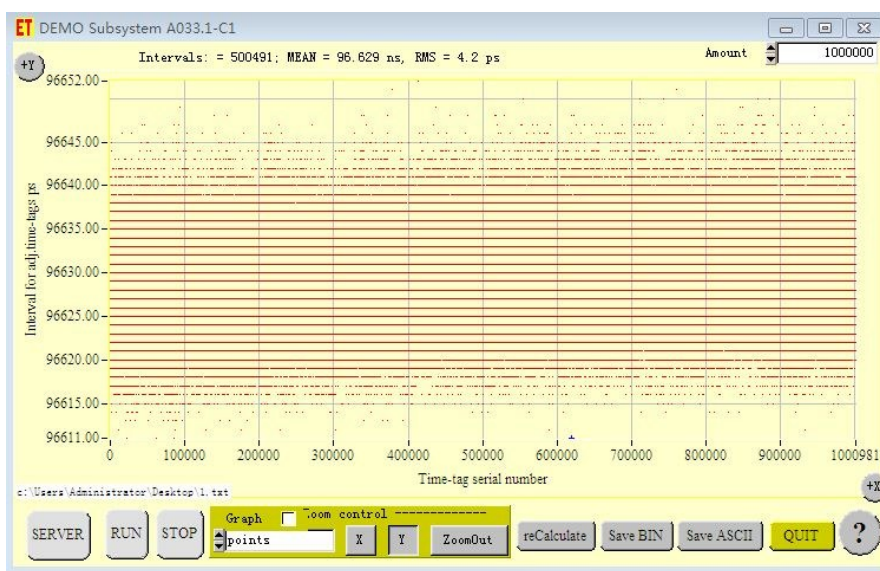 ET DEMO Subsystem A033.1-C1
Intervals: = 500491; MEAN = 96.629 ns, RMS = 4.2 ps
Amount 1000000
+Y
96652.00
96645.00
96640.00
96635.00
96630.00
96625.00
96620.00
96615.00
96611.00
Interval for adj.time-tags ps
0 100000 200000 300000 400000 500000 600000 700000 800000 900000 1000981
Time-tag serial number
+X
c:\Users\Administrator\Desktop\1.txt
Graph Zoom control -------------
SERVER RUN STOP points X Y ZoomOut reCalculate Save BIN Save ASCII QUIT ?